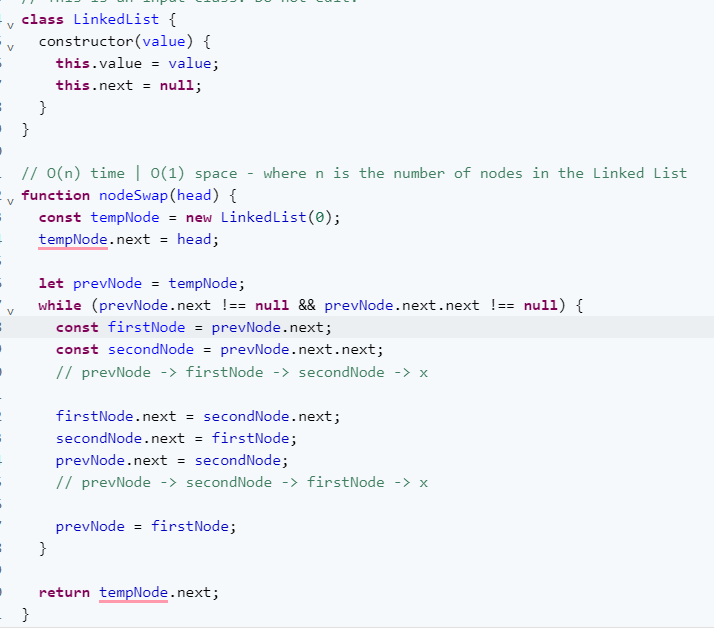 // This is an input class. Do not edit.
class LinkedList {
  constructor(value) {
    this.value = value;
    this.next = null;
  }
}
// O(n) time | O(1) space - where n is the number of nodes in the Linked List
function nodeSwap(head) {
  const tempNode = new LinkedList(0);
  tempNode.next = head;
  let prevNode = tempNode;
  while (prevNode.next !== null && prevNode.next.next !== null) {
    const firstNode = prevNode.next;
    const secondNode = prevNode.next.next;
    // prevNode -> firstNode -> secondNode -> x
    firstNode.next = secondNode.next;
    secondNode.next = firstNode;
    prevNode.next = secondNode;
    // prevNode -> secondNode -> firstNode -> x
    prevNode = firstNode;
  }
  return tempNode.next;
}